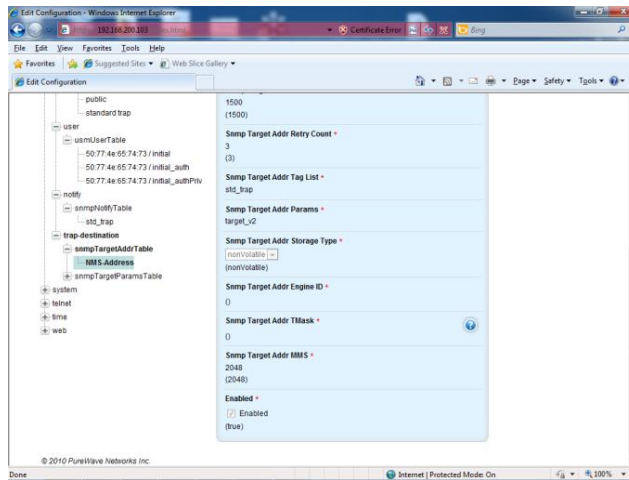 Edit Configuration - PureWave Windows Internet Explorer
192.168.200.103
Certificate Error
Bing
File Edit View Favorites Tools Help
Favorites Suggested Sites Web Slice Gallery
Edit Configuration
Page Safety Tools
public
standard trap
user
usmUserTable
50:77:4e:65:74:73 / initial
50:77:4e:65:74:73 / initial_auth
50:77:4e:65:74:73 / initial_authPriv
notify
snmpNotifyTable
std_trap
trap-destination
snmpTargetAddrTable
NMS-Address
snmpTargetParamsTable
system
telnet
time
web
1500
(1500)
Snmp Target Addr Retry Count *
3
(3)
Snmp Target Addr Tag List *
std_trap
Snmp Target Addr Params *
target_v2
Snmp Target Addr Storage Type *
nonVolatile
(nonVolatile)
Snmp Target Addr Engine ID *
()
Snmp Target Addr TMask *
()
Snmp Target Addr MMS *
2048
(2048)
Enabled *
Enabled
(true)
© 2010 PureWave Networks Inc.
Done
Internet | Protected Mode: On
100%